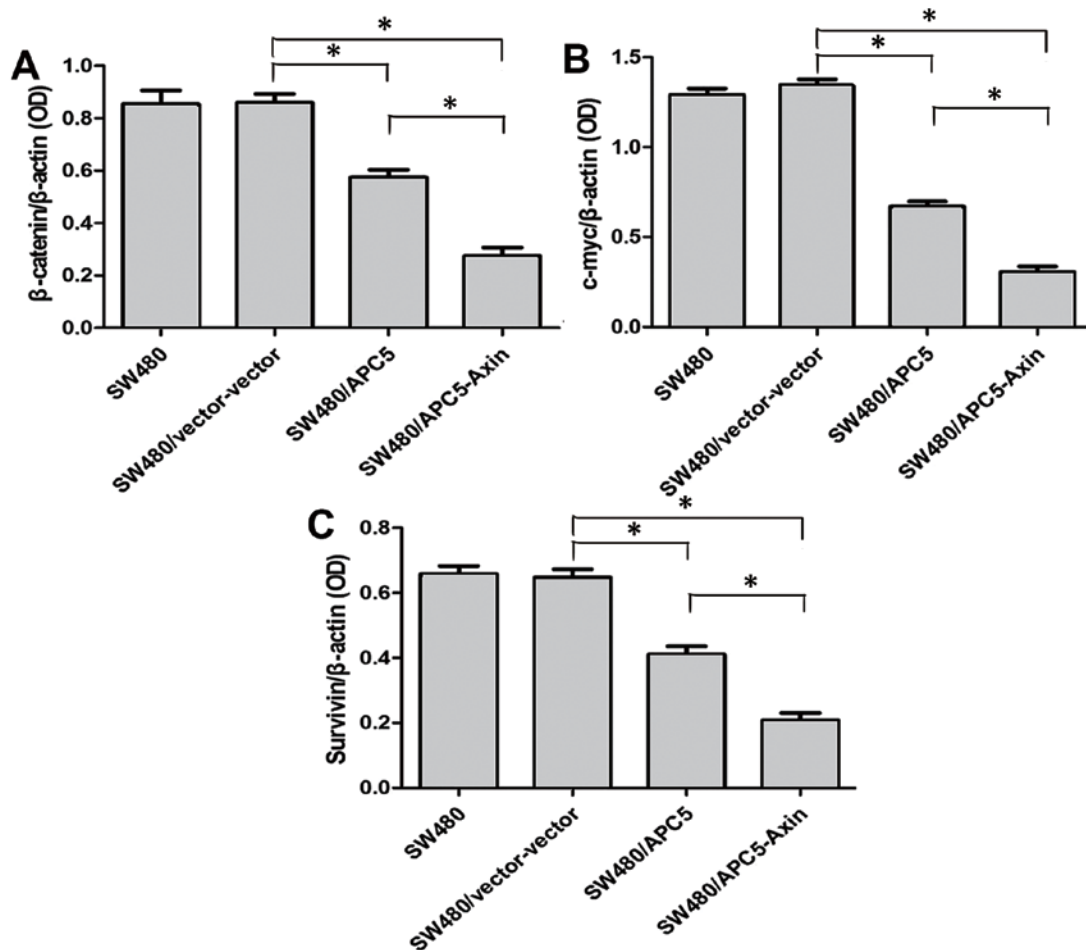 A
β-catenin/β-actin (OD)
1.0
0.8
0.6
0.4
0.2
0.0
*
*
*
SW480
SW480/vector-vector
SW480/APC5
SW480/APC5-Axin
B
c-myc/β-actin (OD)
1.5
1.0
0.5
0.0
*
*
*
SW480
SW480/vector-vector
SW480/APC5
SW480/APC5-Axin
C
Survivin/β-actin (OD)
0.8
0.6
0.4
0.2
0.0
*
*
*
SW480
SW480/vector-vector
SW480/APC5
SW480/APC5-Axin